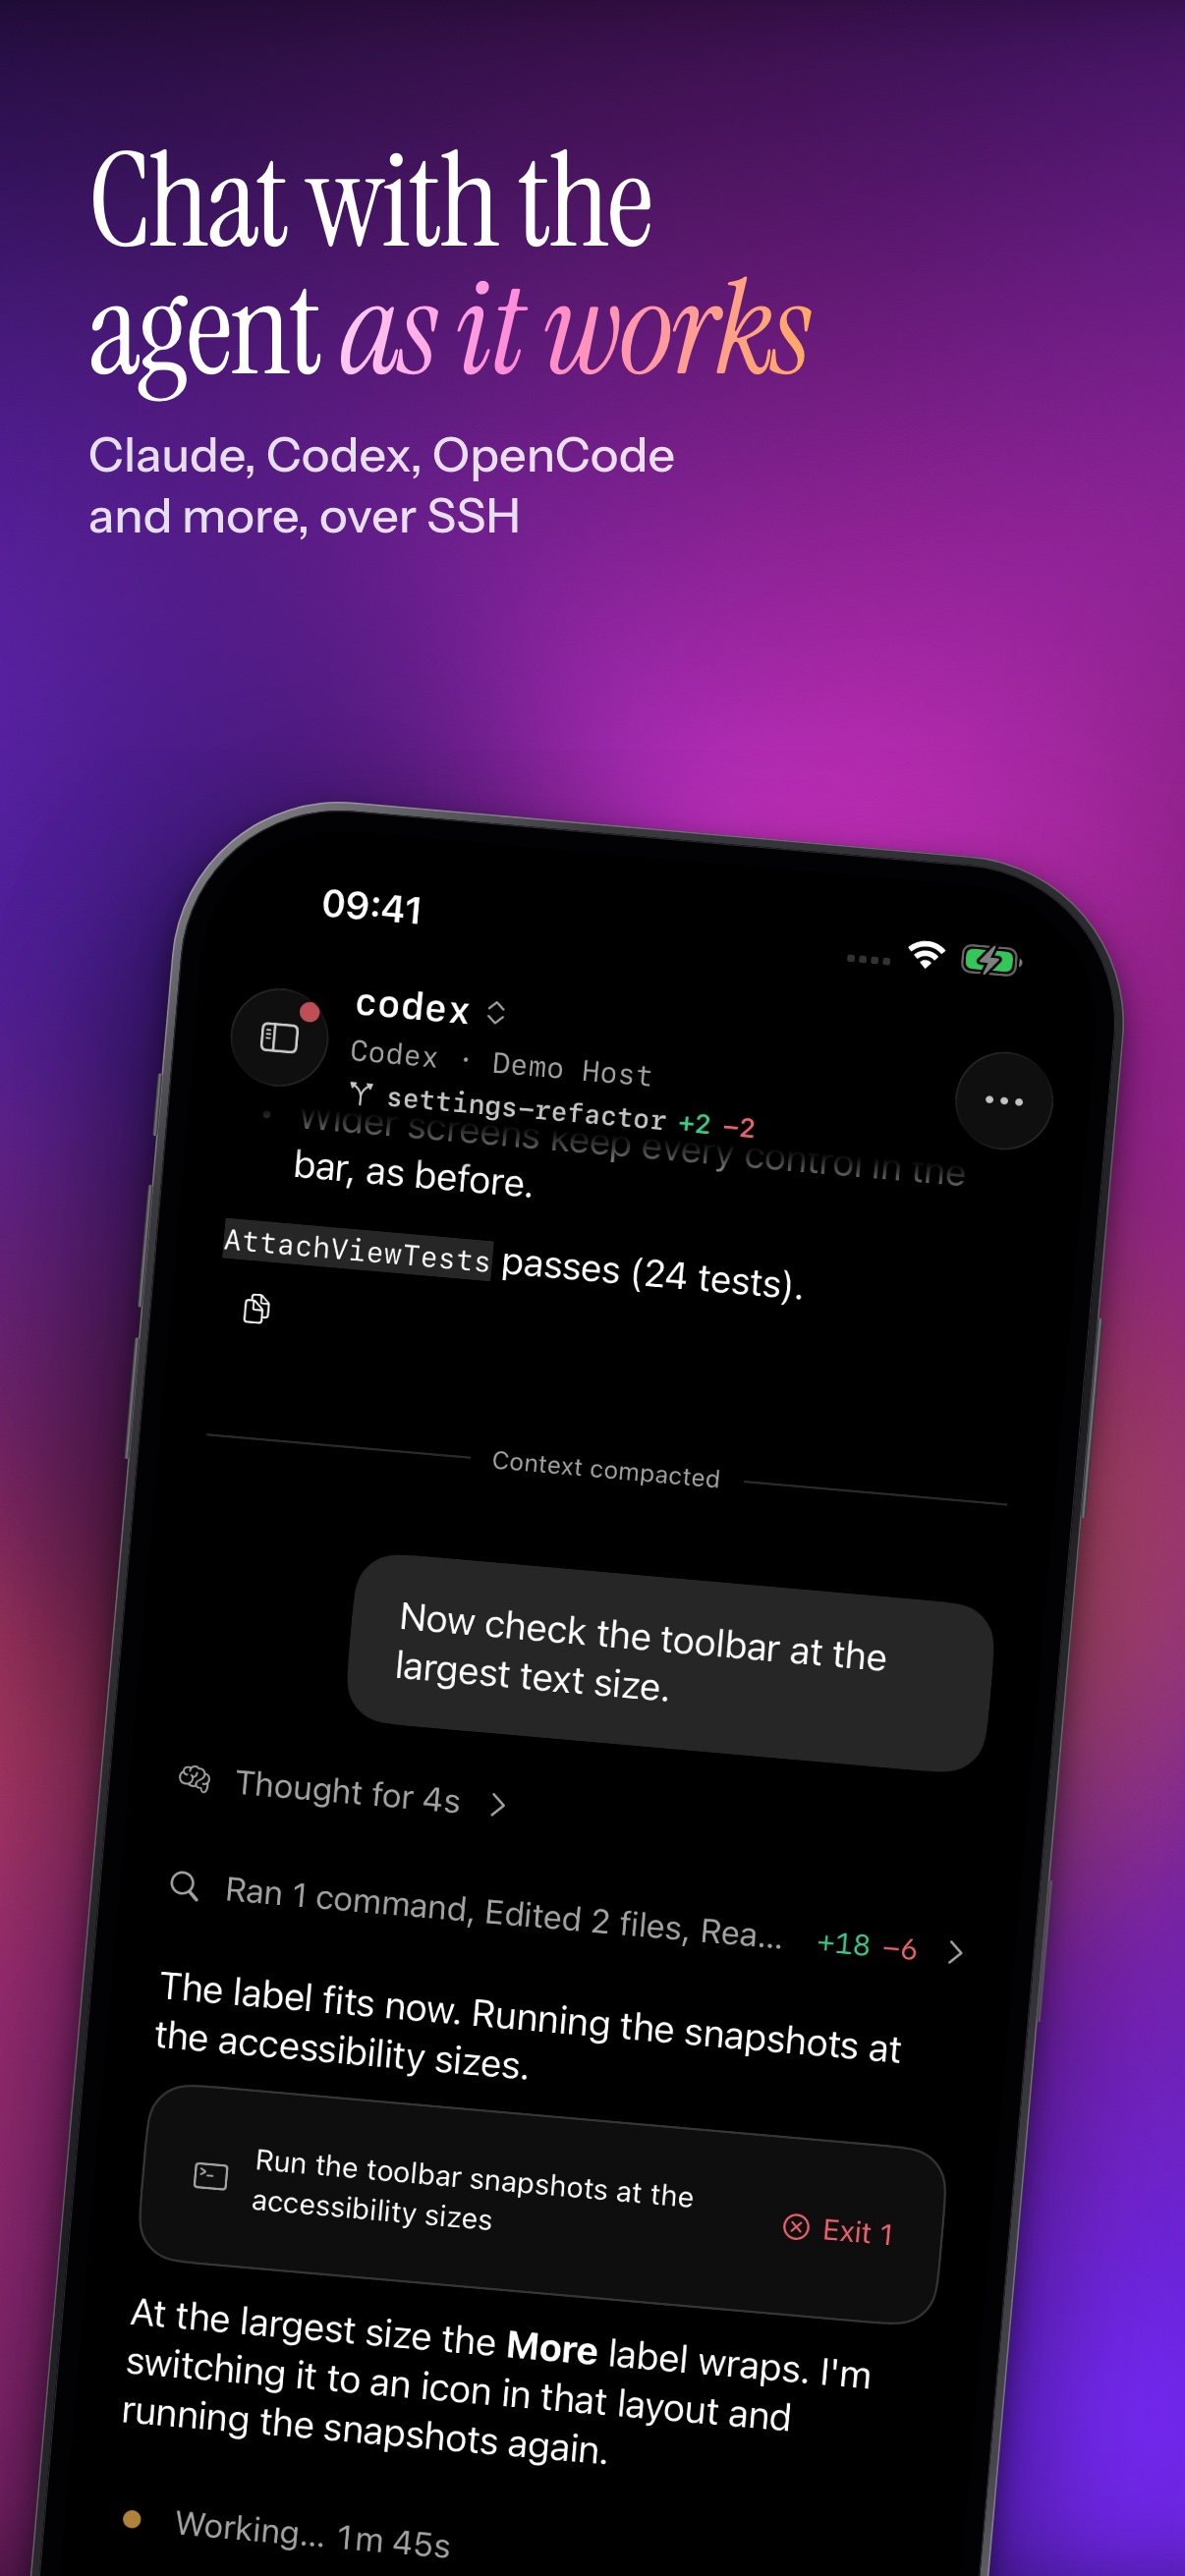 Chat with the
agent as it works
Claude, Codex, OpenCode
and more, over SSH
09:41
codex
Codex · Demo Host
settings-refactor +2 -2
Wider screens keep every control in the
bar, as before.
AttachViewTests passes (24 tests).
Context compacted
Now check the toolbar at the
largest text size.
Thought for 4s
Ran 1 command, Edited 2 files, Rea... +18 -6
The label fits now. Running the snapshots at
the accessibility sizes.
Run the toolbar snapshots at the
accessibility sizes
Exit 1
At the largest size the More label wraps. I'm
switching it to an icon in that layout and
running the snapshots again.
Working... 1m 45s